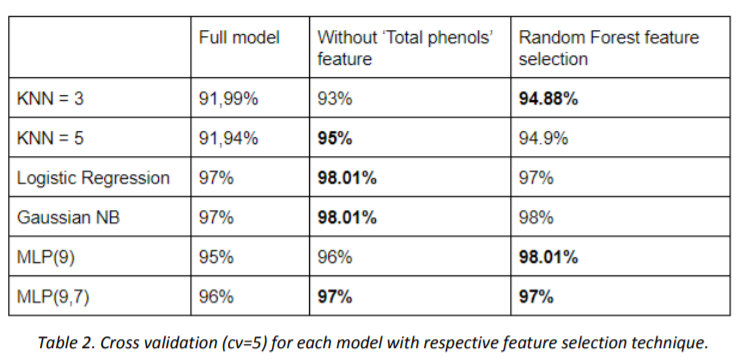 Full model Without ‘Total phenols’ Random Forest feature
feature selection
KNN = 3 91,99% 93% 94.88%
KNN = 5 91,94% 95% 94.9%
Logistic Regression 97% 98.01% 97%
Gaussian NB 97% 98.01% 98%
MLP(9) 95% 96% 98.01%
MLP(9,7) 96% 97% 97%
Table 2. Cross validation (cv=5) for each model with respective feature selection technique.